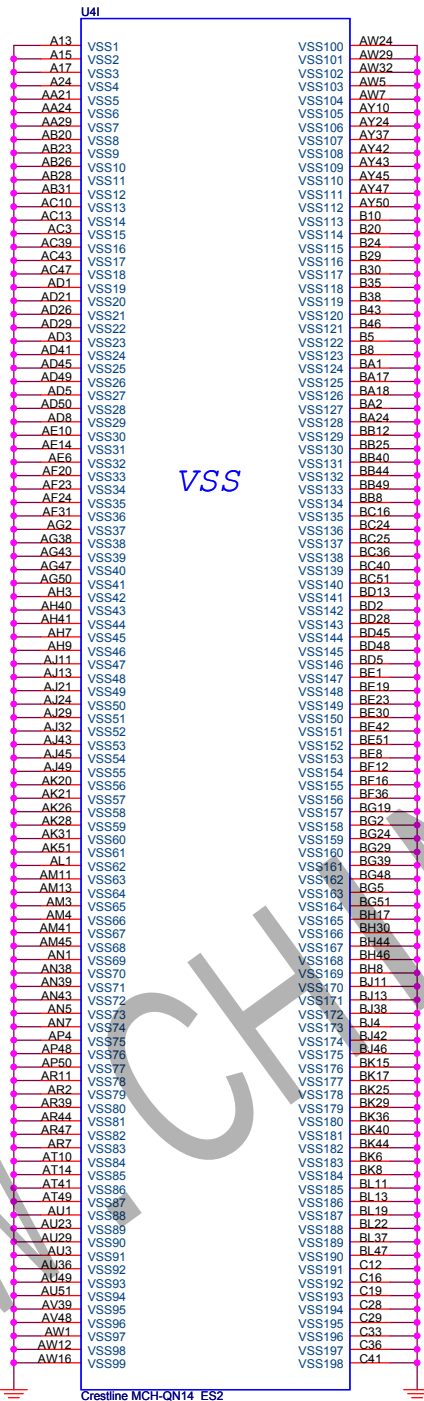 U4I
A13 VSS1 VSS100 AW24
A15 VSS2 VSS101 AW29
A17 VSS3 VSS102 AW32
A24 VSS4 VSS103 AW5
AA21 VSS5 VSS104 AW7
AA24 VSS6 VSS105 AY10
AA29 VSS7 VSS106 AY24
AB20 VSS8 VSS107 AY37
AB23 VSS9 VSS108 AY42
AB26 VSS10 VSS109 AY43
AB28 VSS11 VSS110 AY45
AB31 VSS12 VSS111 AY47
AC10 VSS13 VSS112 AY50
AC13 VSS14 VSS113 B10
AC3 VSS15 VSS114 B20
AC39 VSS16 VSS115 B24
AC43 VSS17 VSS116 B29
AC47 VSS18 VSS117 B30
AD1 VSS19 VSS118 B35
AD21 VSS20 VSS119 B38
AD26 VSS21 VSS120 B43
AD29 VSS22 VSS121 B46
AD3 VSS23 VSS122 B5
AD41 VSS24 VSS123 B8
AD45 VSS25 VSS124 BA1
AD49 VSS26 VSS125 BA17
AD5 VSS27 VSS126 BA18
AD50 VSS28 VSS127 BA2
AD8 VSS29 VSS128 BA24
AE10 VSS30 VSS129 BB12
AE14 VSS31 VSS130 BB25
AE6 VSS32 VSS131 BB40
AF20 VSS33 VSS132 BB44
VSS
AF23 VSS34 VSS133 BB49
AF24 VSS35 VSS134 BB8
AF31 VSS36 VSS135 BC16
AG2 VSS37 VSS136 BC24
AG38 VSS38 VSS137 BC25
AG43 VSS39 VSS138 BC36
AG47 VSS40 VSS139 BC40
AG50 VSS41 VSS140 BC51
AH3 VSS42 VSS141 BD13
AH40 VSS43 VSS142 BD2
AH41 VSS44 VSS143 BD28
AH7 VSS45 VSS144 BD45
AH9 VSS46 VSS145 BD48
AJ11 VSS47 VSS146 BD5
AJ13 VSS48 VSS147 BE1
AJ21 VSS49 VSS148 BE19
AJ24 VSS50 VSS149 BE23
AJ29 VSS51 VSS150 BE30
AJ32 VSS52 VSS151 BE42
AJ43 VSS53 VSS152 BE51
AJ45 VSS54 VSS153 BE8
AJ49 VSS55 VSS154 BF12
AK20 VSS56 VSS155 BF16
AK21 VSS57 VSS156 BF36
AK26 VSS58 VSS157 BG19
AK28 VSS59 VSS158 BG2
AK31 VSS60 VSS159 BG24
AK51 VSS61 VSS160 BG29
AL1 VSS62 VSS161 BG39
AM11 VSS63 VSS162 BG48
AM13 VSS64 VSS163 BG5
AM3 VSS65 VSS164 BG51
AM4 VSS66 VSS165 BH17
AM41 VSS67 VSS166 BH30
AM45 VSS68 VSS167 BH44
AN1 VSS69 VSS168 BH46
AN38 VSS70 VSS169 BH8
AN39 VSS71 VSS170 BJ11
AN43 VSS72 VSS171 BJ13
AN5 VSS73 VSS172 BJ38
AN7 VSS74 VSS173 BJ4
AP4 VSS75 VSS174 BJ42
AP48 VSS76 VSS175 BJ46
AP50 VSS77 VSS176 BK15
AR11 VSS78 VSS177 BK17
AR2 VSS79 VSS178 BK25
AR39 VSS80 VSS179 BK29
AR44 VSS81 VSS180 BK36
AR47 VSS82 VSS181 BK40
AR7 VSS83 VSS182 BK44
AT10 VSS84 VSS183 BK6
AT14 VSS85 VSS184 BK8
AT41 VSS86 VSS185 BL11
AT49 VSS87 VSS186 BL13
AU1 VSS88 VSS187 BL19
AU23 VSS89 VSS188 BL22
AU29 VSS90 VSS189 BL37
AU3 VSS91 VSS190 BL47
AU36 VSS92 VSS191 C12
AU49 VSS93 VSS192 C16
AU51 VSS94 VSS193 C19
AV39 VSS95 VSS194 C28
AV48 VSS96 VSS195 C29
AW1 VSS97 VSS196 C33
AW12 VSS98 VSS197 C36
AW16 VSS99 VSS198 C41
Crestline MCH-QN14 ES2